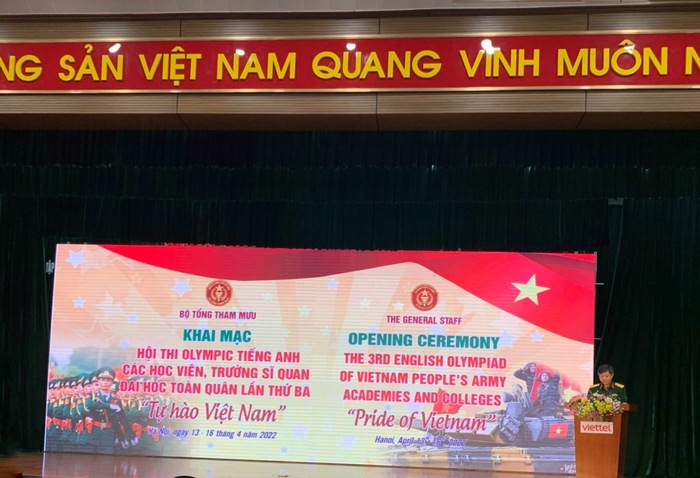 NG SẢN VIỆT NAM QUANG VINH MUÔN N
BỘ TỔNG THAM MƯU
KHAI MẠC
HỘI THI OLYMPIC TIẾNG ANH
CÁC HỌC VIỆN, TRƯỜNG SĨ QUAN
ĐẠI HỌC TOÀN QUÂN LẦN THỨ BA
"Tự hào Việt Nam"
Hà Nội, ngày 13 - 16 tháng 4 năm 2022
THE GENERAL STAFF
OPENING CEREMONY
THE 3RD ENGLISH OLYMPIAD
OF VIETNAM PEOPLE'S ARMY
ACADEMIES AND COLLEGES
"Pride of Vietnam"
Hanoi, April 13th
viettel